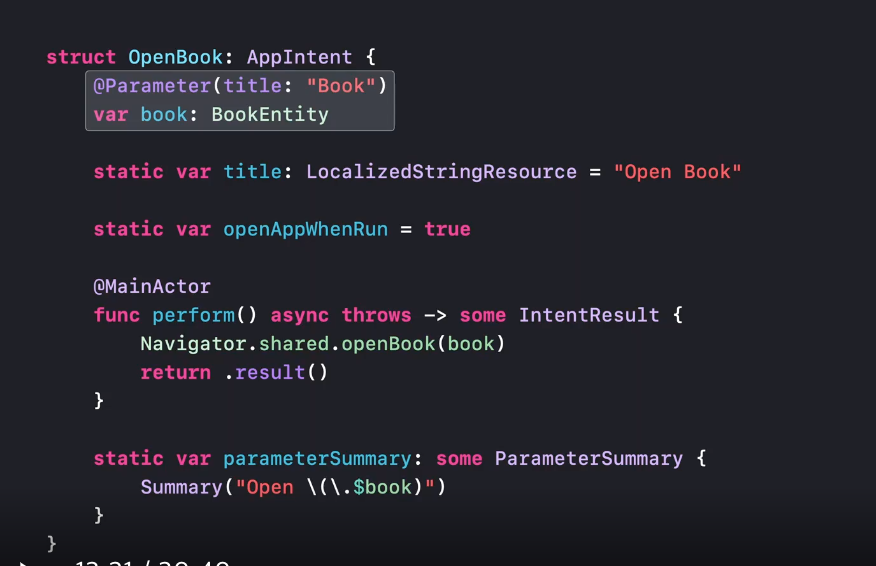 struct OpenBook: AppIntent {
@Parameter(title: "Book")
var book: BookEntity
static var title: LocalizedStringResource = "Open Book"
static var openAppWhenRun = true
@MainActor
func perform() async throws -> some IntentResult {
Navigator.shared.openBook(book)
return .result()
}
static var parameterSummary: some ParameterSummary {
Summary("Open \(\.$book)")
}
}